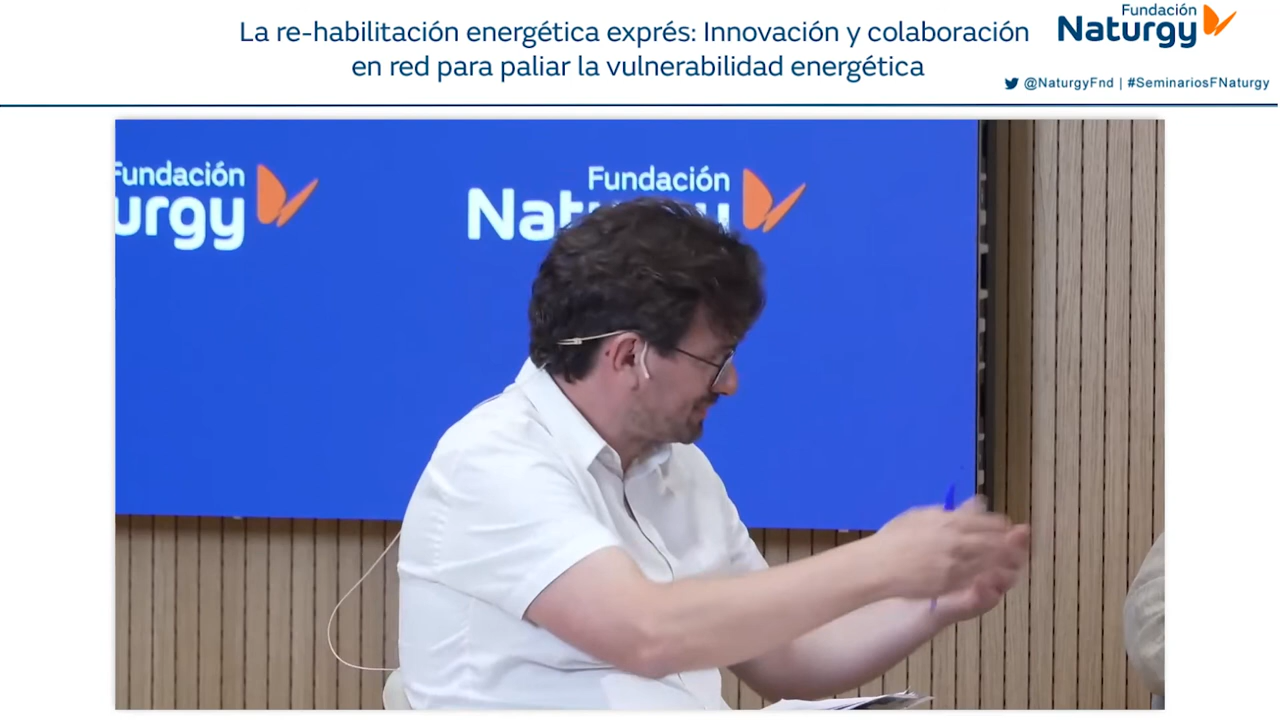 La re-habilitación energética exprés: Innovación y colaboración
en red para paliar la vulnerabilidad energética
Fundación
Naturgy
@NaturgyFnd | #SeminariosFNaturgy
Fundación
urgy
Fundación
Nat